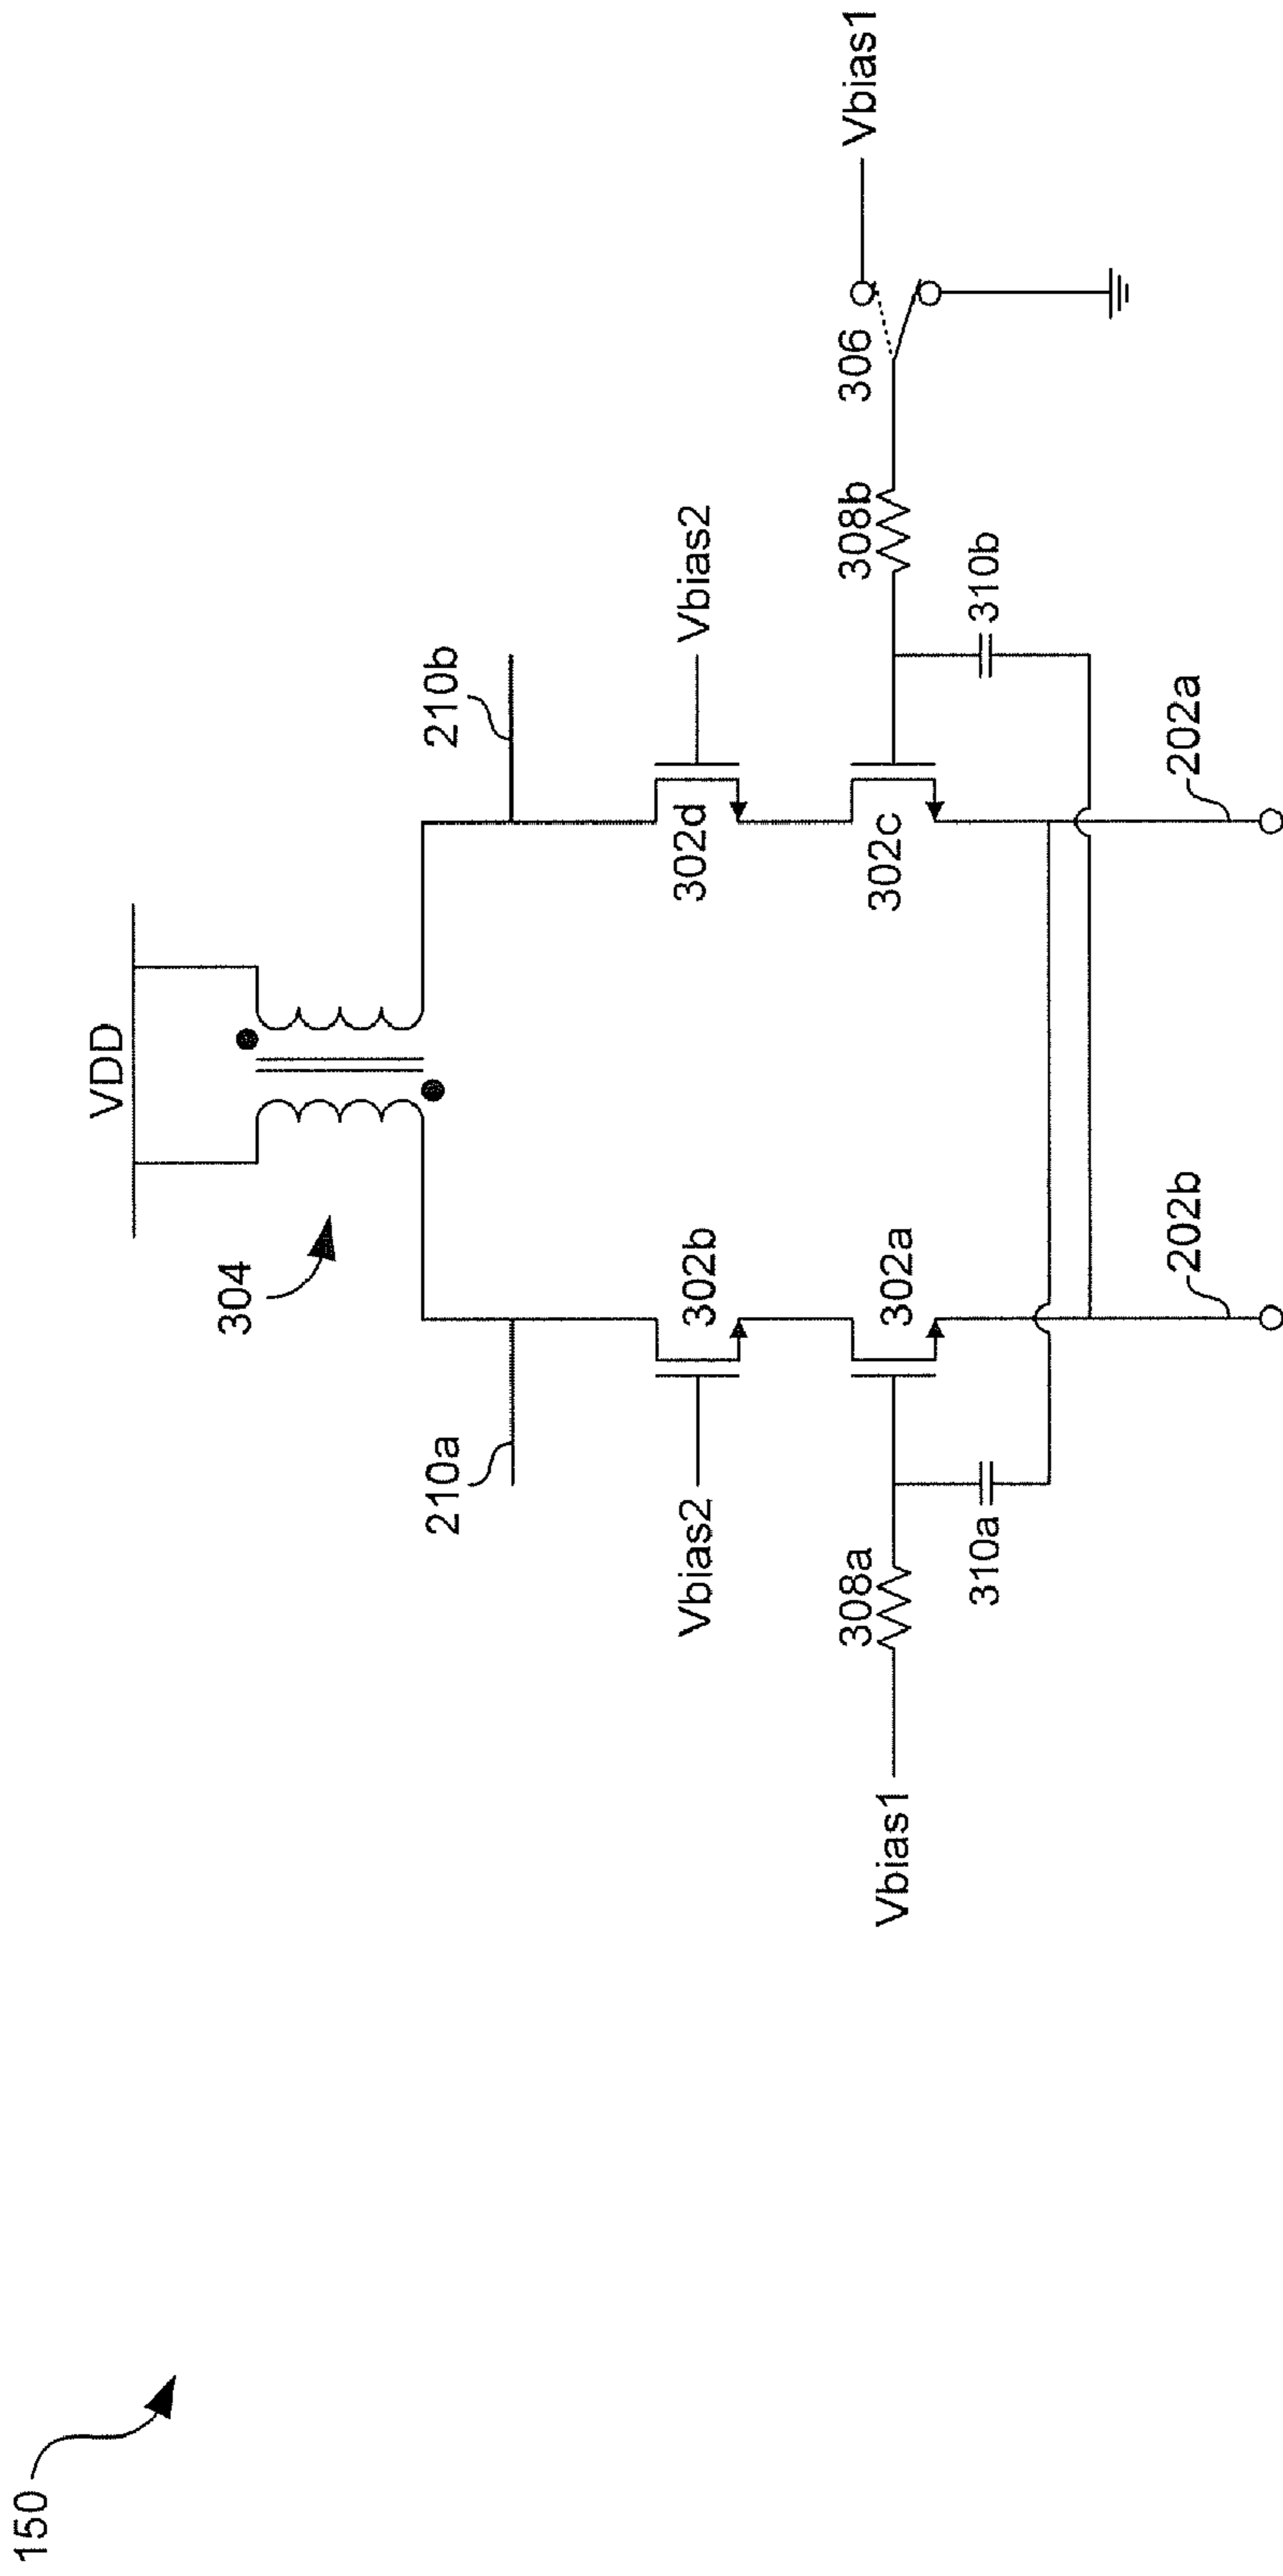 150
VDD
304
210a
210b
Vbias2
302b
302d
Vbias2
Vbias1
308a
302a
302c
308b
306
Vbias1
310a
310b
202b
202a